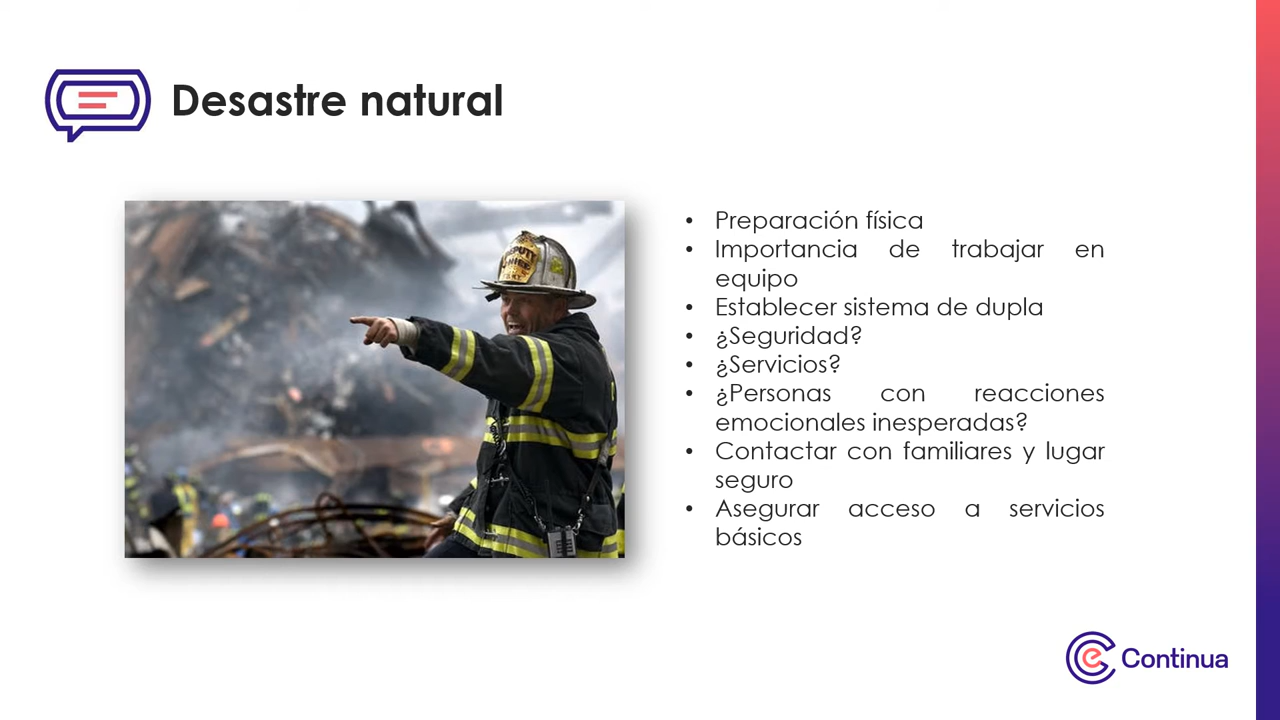 Desastre natural
• Preparación física
• Importancia de trabajar en
equipo
• Establecer sistema de dupla
• ¿Seguridad?
• ¿Servicios?
• ¿Personas con reacciones
emocionales inesperadas?
• Contactar con familiares y lugar
seguro
• Asegurar acceso a servicios
básicos
Continua